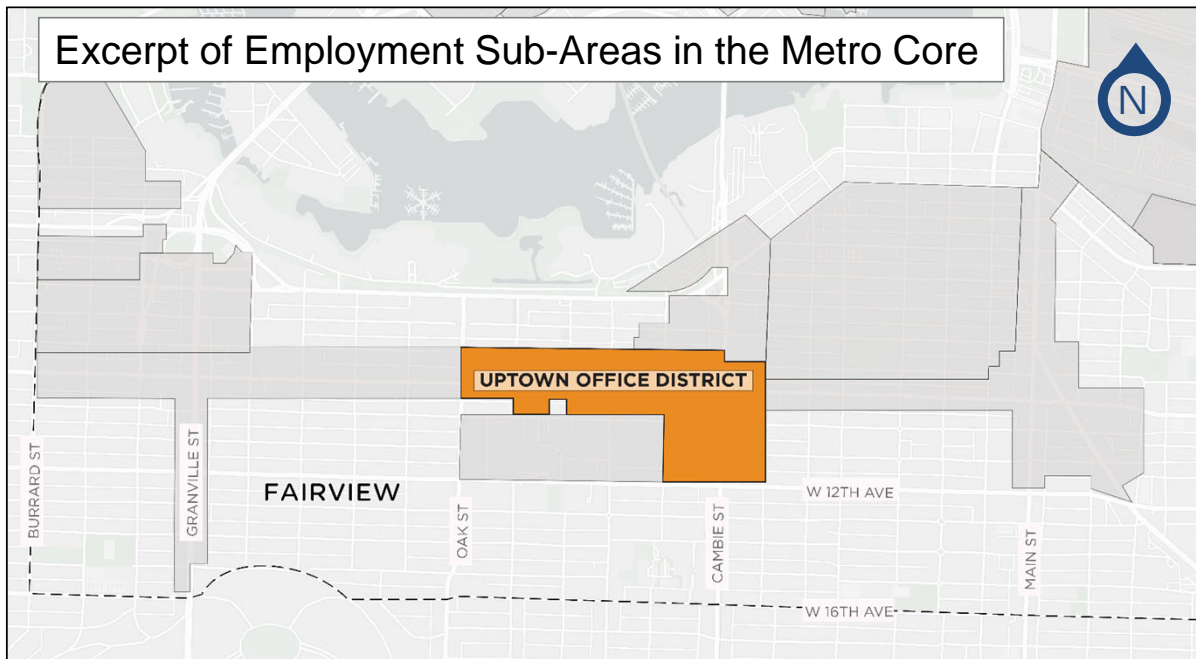 Excerpt of Employment Sub-Areas in the Metro Core
N
UPTOWN OFFICE DISTRICT
BURRARD ST
GRANVILLE ST
FAIRVIEW
OAK ST
CAMBIE ST
W 12TH AVE
MAIN ST
W 16TH AVE